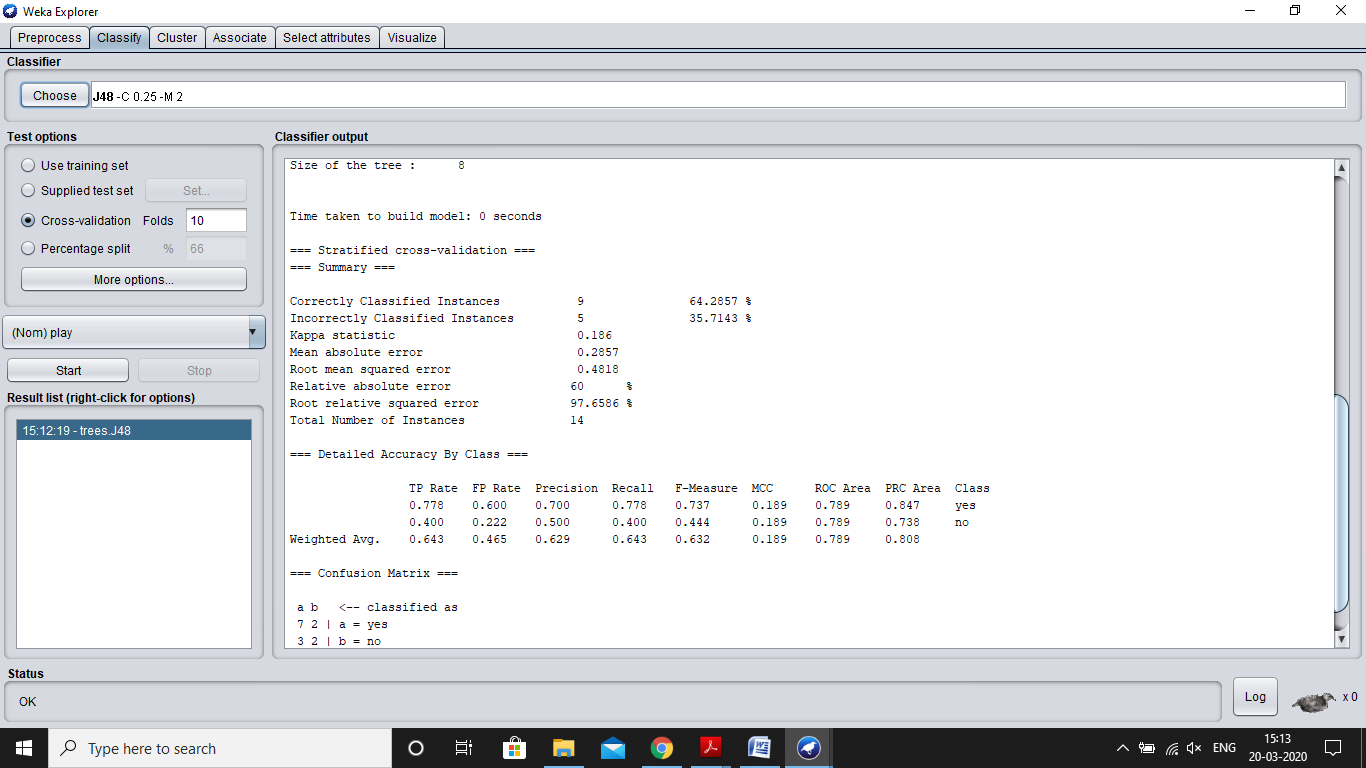 Weka Explorer
Preprocess Classify Cluster Associate Select attributes Visualize
Classifier
Choose J48 -C 0.25 -M 2
Test options
Use training set
Supplied test set Set...
Cross-validation Folds 10
Percentage split % 66
More options...
(Nom) play
Start Stop
Result list (right-click for options)
15:12:19 - trees.J48
Classifier output
Size of the tree : 8
Time taken to build model: 0 seconds
=== Stratified cross-validation ===
=== Summary ===
Correctly Classified Instances 9 64.2857 %
Incorrectly Classified Instances 5 35.7143 %
Kappa statistic 0.186
Mean absolute error 0.2857
Root mean squared error 0.4818
Relative absolute error 60 %
Root relative squared error 97.6586 %
Total Number of Instances 14
=== Detailed Accuracy By Class ===
TP Rate FP Rate Precision Recall F-Measure MCC ROC Area PRC Area Class
0.778 0.600 0.700 0.778 0.737 0.189 0.789 0.847 yes
0.400 0.222 0.500 0.400 0.444 0.189 0.789 0.738 no
Weighted Avg. 0.643 0.465 0.629 0.643 0.632 0.189 0.789 0.808
=== Confusion Matrix ===
a b <-- classified as
7 2 | a = yes
3 2 | b = no
Status
OK
Log x 0
Type here to search
ENG
15:13
20-03-2020